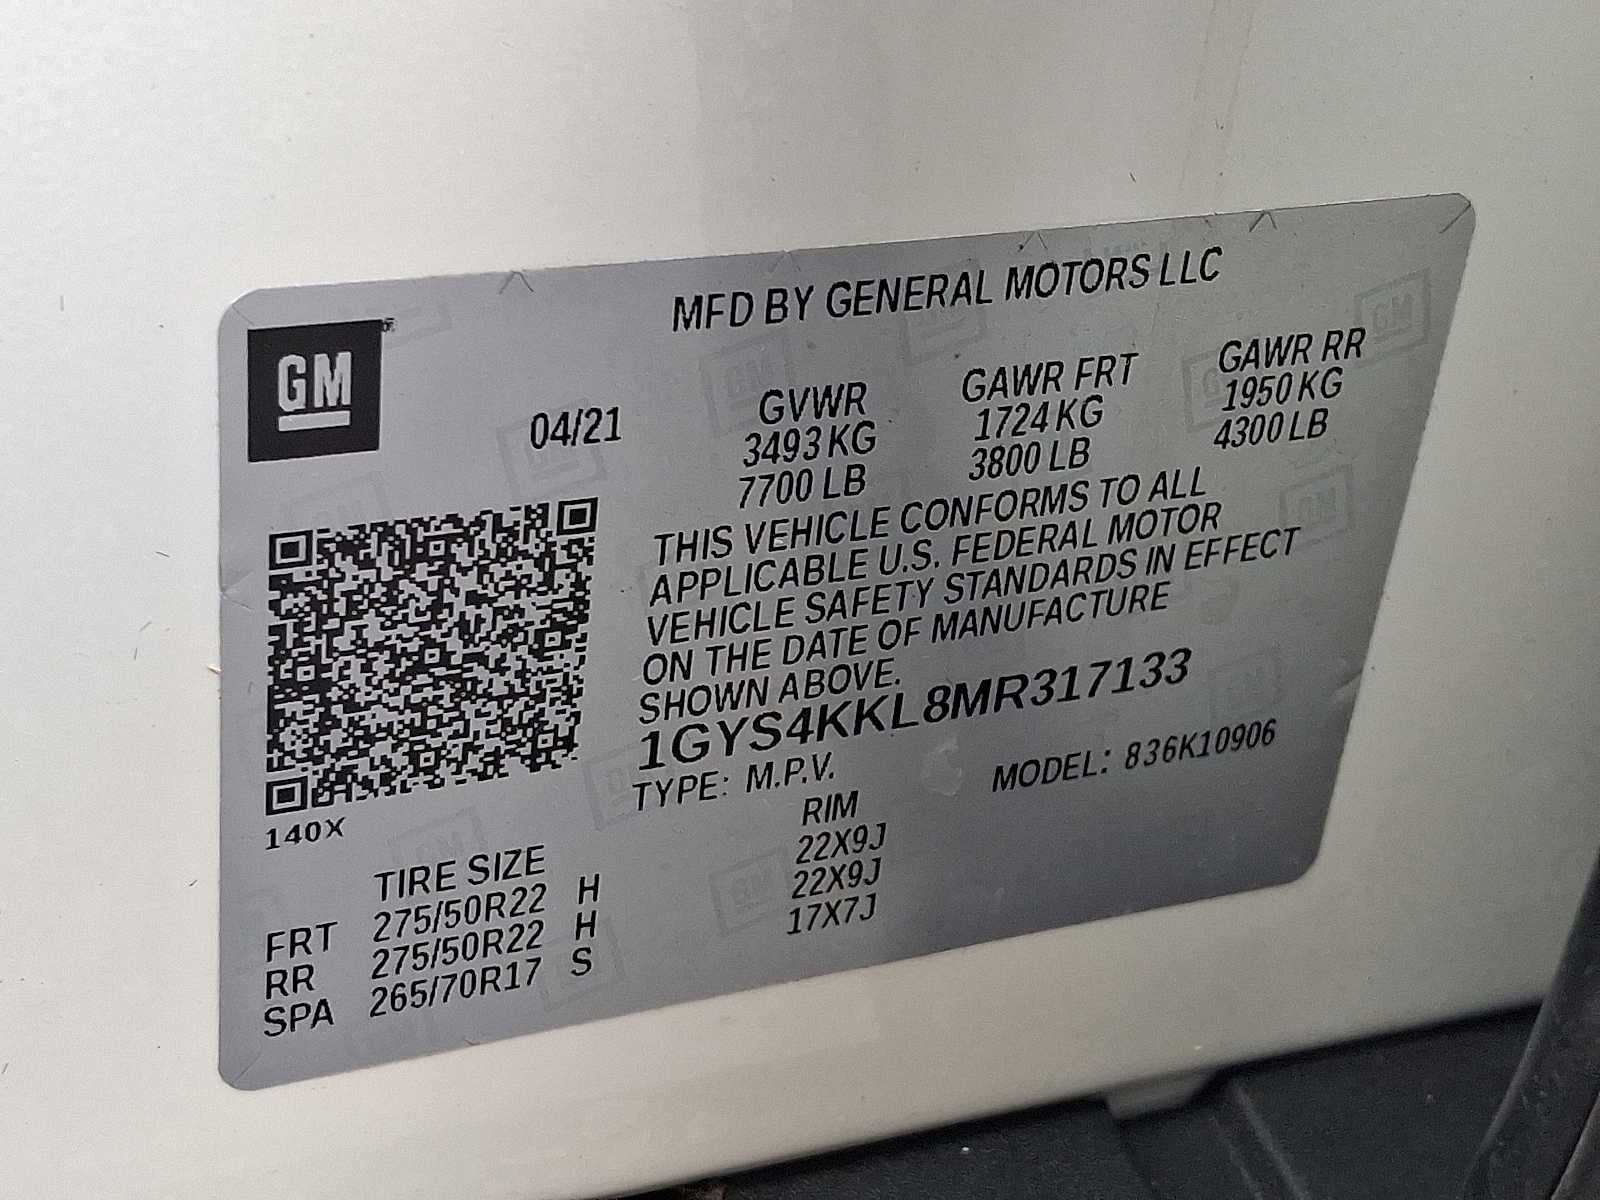 MFD BY GENERAL MOTORS LLC
GM
04/21
GVWR GAWR FRT GAWR RR
3493 KG 1724 KG 1950 KG
7700 LB 3800 LB 4300 LB
THIS VEHICLE CONFORMS TO ALL
APPLICABLE U.S. FEDERAL MOTOR
VEHICLE SAFETY STANDARDS IN EFFECT
ON THE DATE OF MANUFACTURE
SHOWN ABOVE.
1GYS4KKL8MR317133
TYPE: M.P.V. MODEL: 836K10906
140X
TIRE SIZE RIM
FRT 275/50R22 H 22X9J
RR 275/50R22 H 22X9J
SPA 265/70R17 S 17X7J